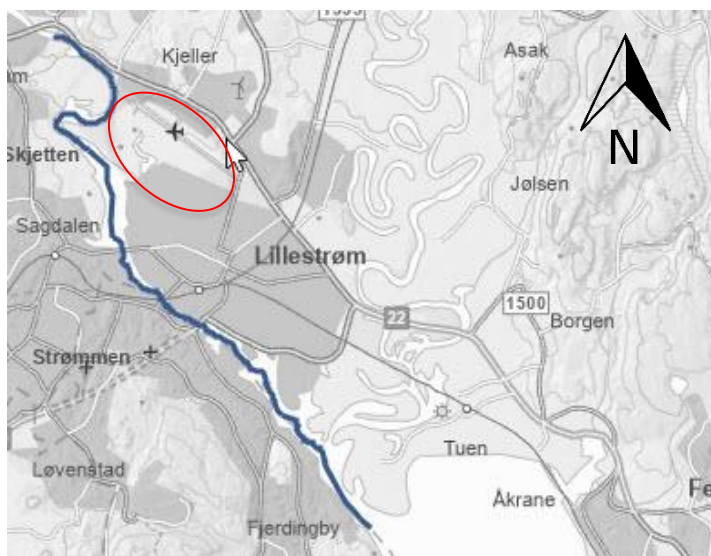 Kjeller
Asak
N
Skjetten
Jølsen
Sagdalen
Lillestrøm
1500
22
Borgen
Strømmen
Tuen
Løvenstad
Åkrane
Fjerdingby